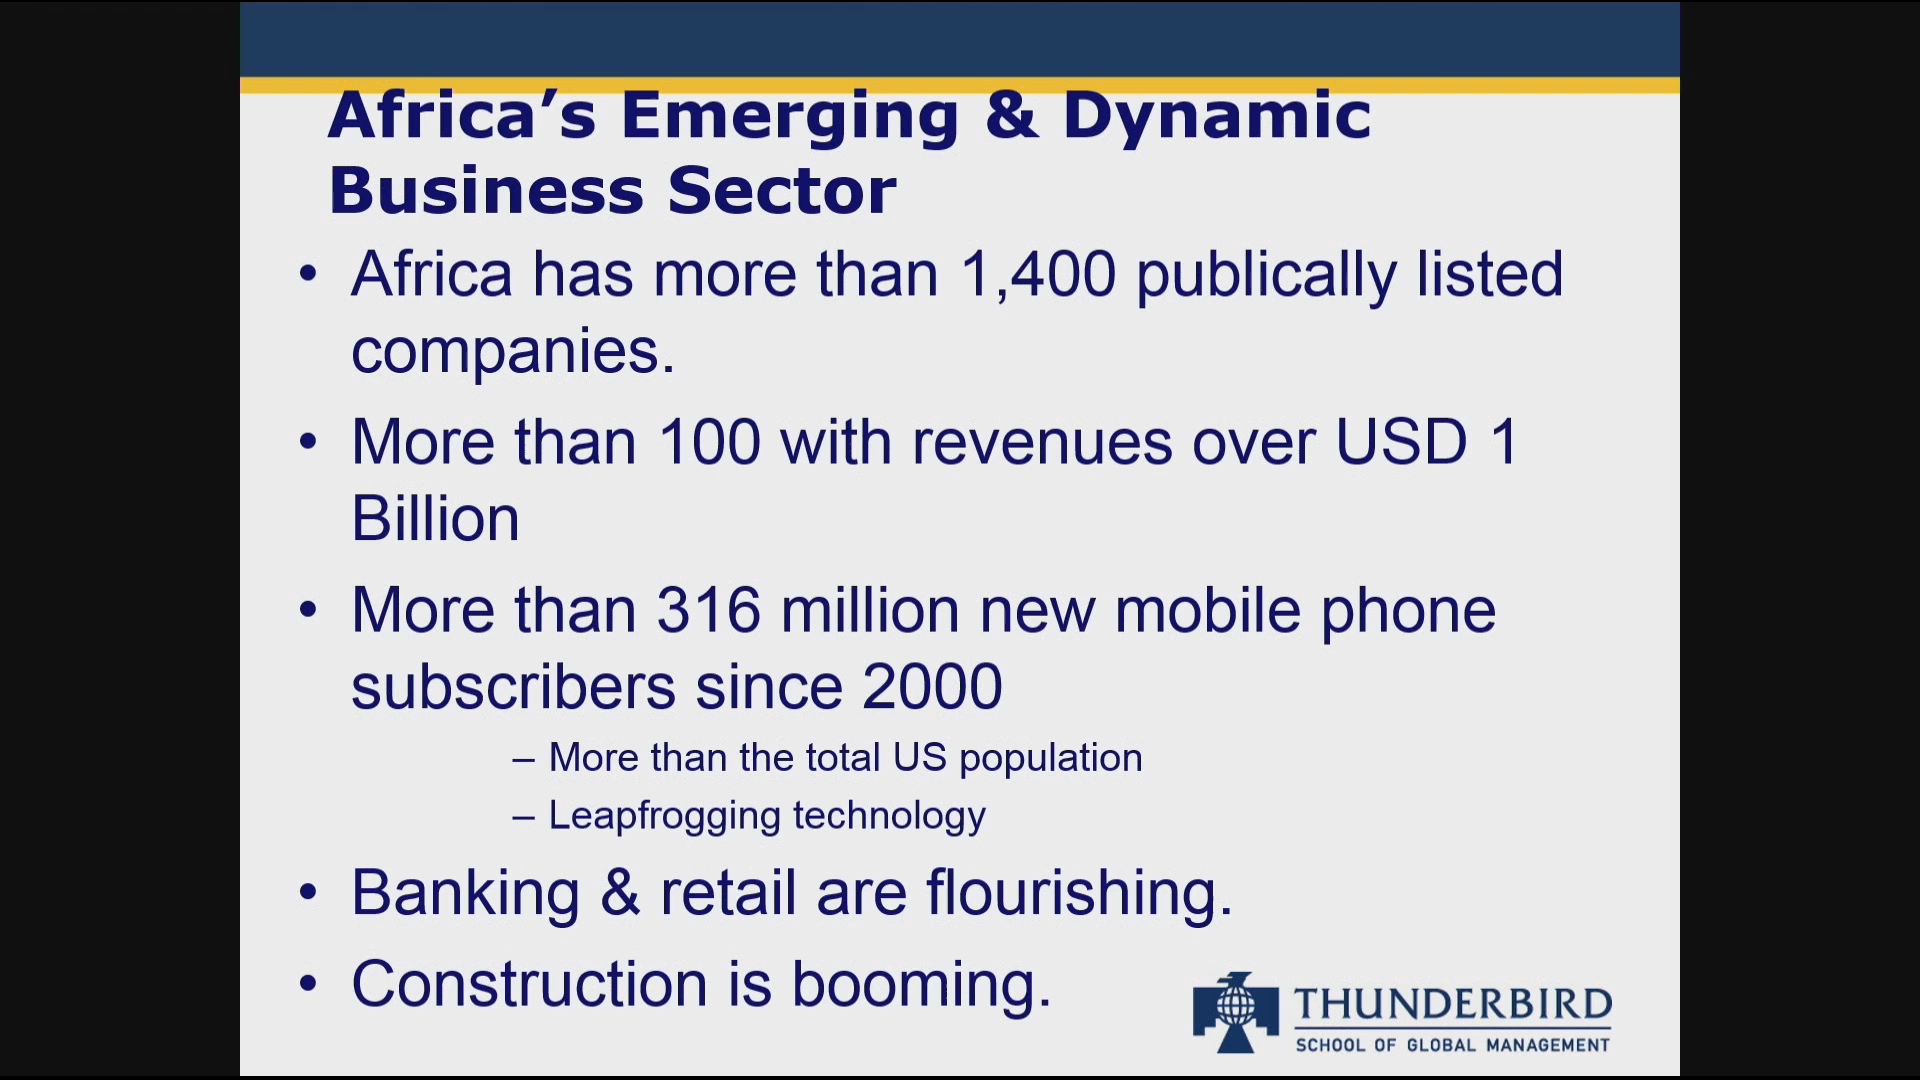 Africa’s Emerging & Dynamic
Business Sector
• Africa has more than 1,400 publically listed
companies.
• More than 100 with revenues over USD 1
Billion
• More than 316 million new mobile phone
subscribers since 2000
– More than the total US population
– Leapfrogging technology
• Banking & retail are flourishing.
• Construction is booming.
THUNDERBIRD
SCHOOL OF GLOBAL MANAGEMENT